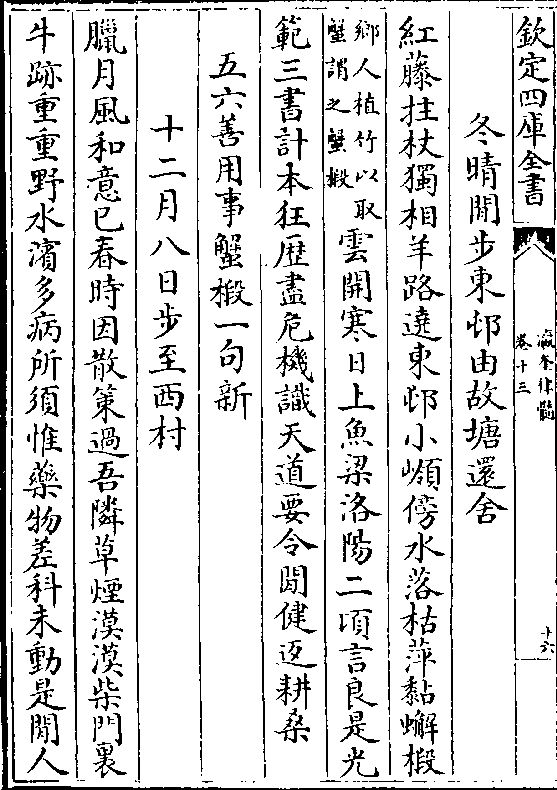 欽定四庫全書
瀛奎律髓
卷十三
十六
冬晴閒步東邨由故塘還舍
紅藤拄杖獨相羊路遶東邨小嶺傍水落枯萍黏蠏椴
鄉人植竹以取
蟹謂之蟹椴
雲開寒日上魚梁洛陽二頃言良是光
範三書計本狂歴盡危機識天道要令閒健返耕桑
五六善用事蟹椴一句新
十二月八日步至西村
臘月風和意已春時因散策過吾隣草煙漠漠柴門裏
牛跡重重野水濱多病所須惟藥物差科未動是閒人